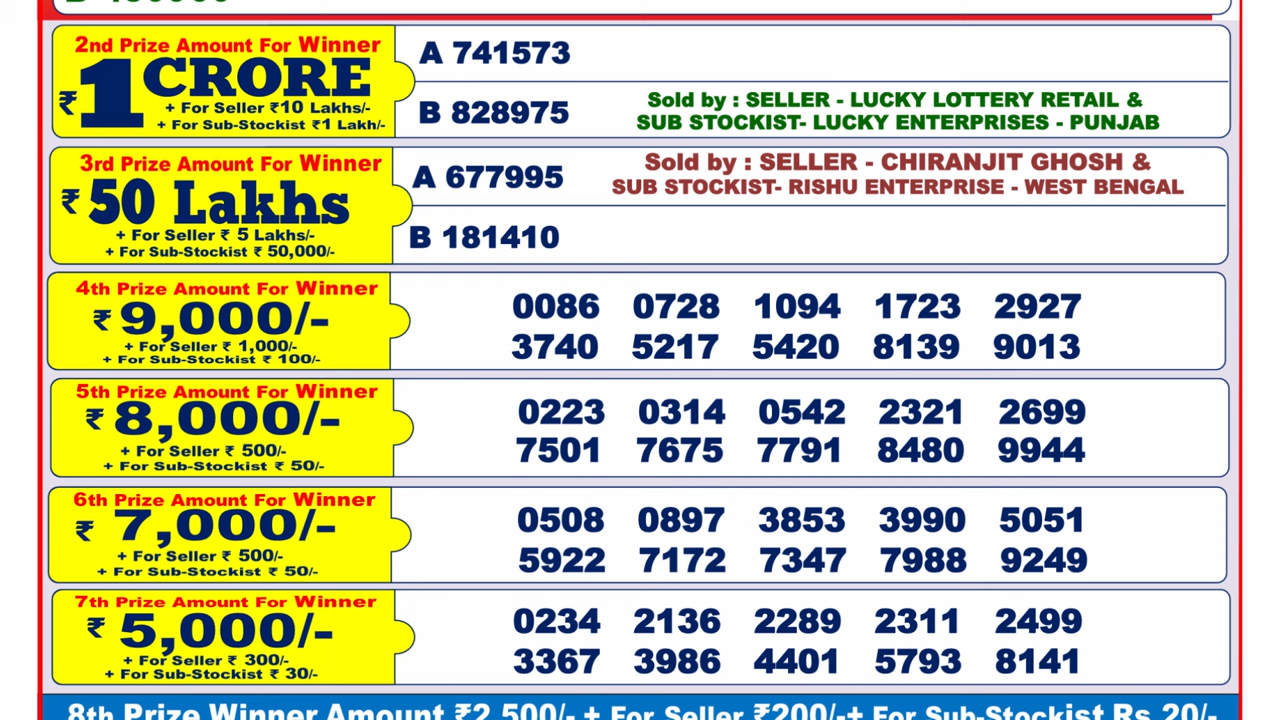 2nd Prize Amount For Winner
₹1 CRORE
+ For Seller ₹10 Lakhs/-
+ For Sub-Stockist ₹1 Lakh/-
A 741573
B 828975
Sold by : SELLER - LUCKY LOTTERY RETAIL &
SUB STOCKIST- LUCKY ENTERPRISES - PUNJAB
3rd Prize Amount For Winner
₹ 50 Lakhs
+ For Seller ₹ 5 Lakhs/-
+ For Sub-Stockist ₹ 50,000/-
A 677995
Sold by : SELLER - CHIRANJIT GHOSH &
SUB STOCKIST- RISHU ENTERPRISE - WEST BENGAL
B 181410
4th Prize Amount For Winner
₹ 9,000/-
+ For Seller ₹ 1,000/-
+ For Sub-Stockist ₹ 100/-
0086 0728 1094 1723 2927
3740 5217 5420 8139 9013
5th Prize Amount For Winner
₹ 8,000/-
+ For Seller ₹ 500/-
+ For Sub-Stockist ₹ 50/-
0223 0314 0542 2321 2699
7501 7675 7791 8480 9944
6th Prize Amount For Winner
₹ 7,000/-
+ For Seller ₹ 500/-
+ For Sub-Stockist ₹ 50/-
0508 0897 3853 3990 5051
5922 7172 7347 7988 9249
7th Prize Amount For Winner
₹ 5,000/-
+ For Seller ₹ 300/-
+ For Sub-Stockist ₹ 30/-
0234 2136 2289 2311 2499
3367 3986 4401 5793 8141
8th Prize Winner Amount ₹2,500/- + For Seller ₹200/-+ For Sub-Stockist Rs 20/-